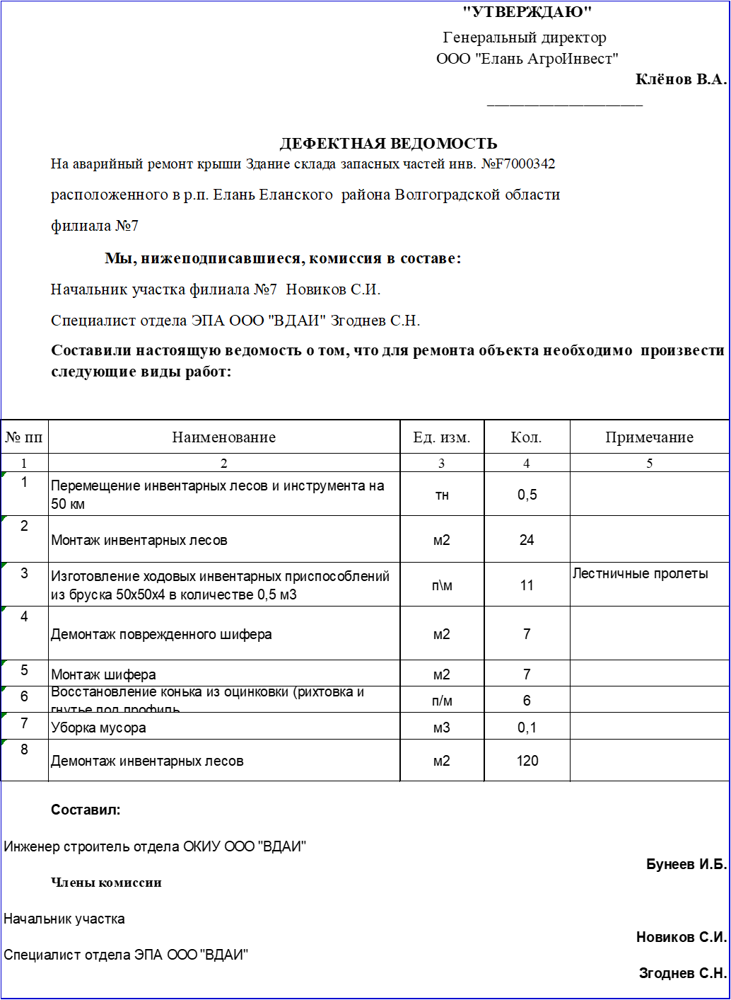 "УТВЕРЖДАЮ"
Генеральный директор
ООО "Елань АгроИнвест"
Клёнов В.А.
____________________
ДЕФЕКТНАЯ ВЕДОМОСТЬ
На аварийный ремонт крыши Здание склада запасных частей инв. №F7000342
расположенного в р.п. Елань Еланского района Волгоградской области
филиала №7
Мы, нижеподписавшиеся, комиссия в составе:
Начальник участка филиала №7 Новиков С.И.
Специалист отдела ЭПА ООО "ВДАИ" Згоднев С.Н.
Составили настоящую ведомость о том, что для ремонта объекта необходимо произвести
следующие виды работ:
№ пп Наименование Ед. изм. Кол. Примечание
1 2 3 4 5
1 Перемещение инвентарных лесов и инструмента на
50 км тн 0,5
2 Монтаж инвентарных лесов м2 24
3 Изготовление ходовых инвентарных приспособлений
из бруска 50х50х4 в количестве 0,5 м3 п\м 11 Лестничные пролеты
4 Демонтаж поврежденного шифера м2 7
5 Монтаж шифера м2 7
6 Восстановление конька из оцинковки (рихтовка и
гнутье под профиль п/м 6
7 Уборка мусора м3 0,1
8 Демонтаж инвентарных лесов м2 120
Составил:
Инженер строитель отдела ОКИУ ООО "ВДАИ"
Бунеев И.Б.
Члены комиссии
Начальник участка
Новиков С.И.
Специалист отдела ЭПА ООО "ВДАИ"
Згоднев С.Н.